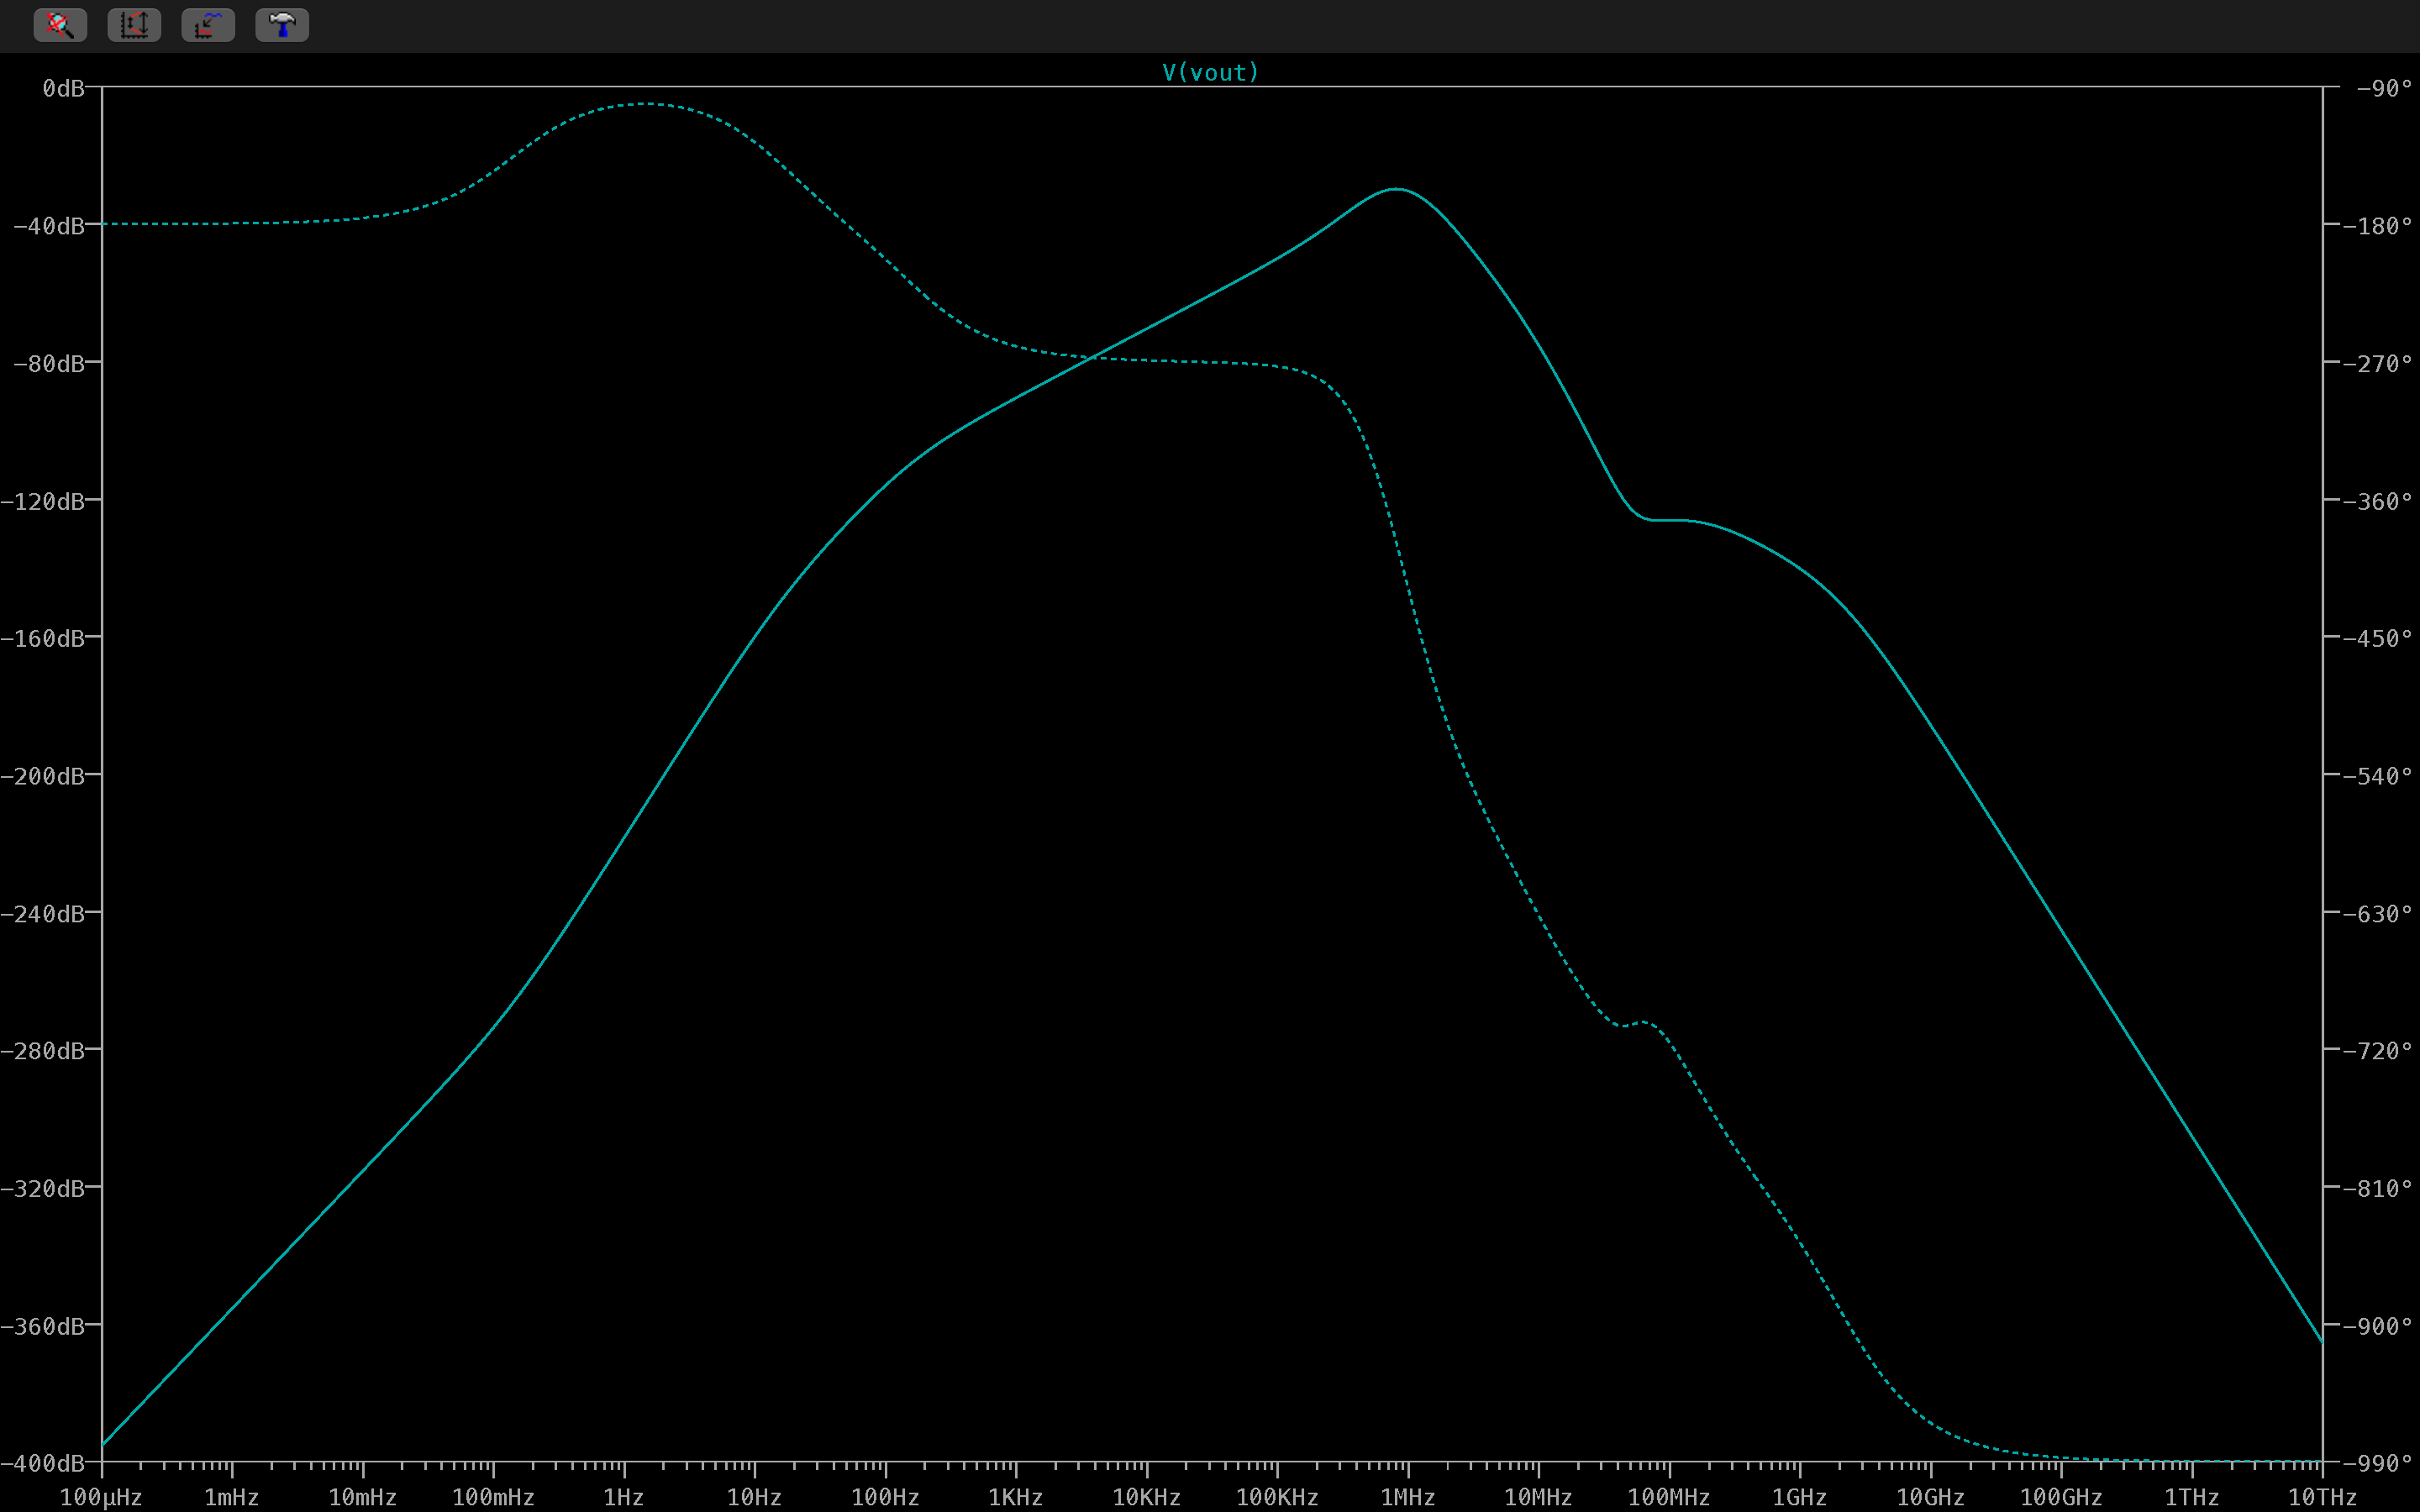 V(vout)
0dB
−40dB
−80dB
−120dB
−160dB
−200dB
−240dB
−280dB
−320dB
−360dB
−400dB
−90°
−180°
−270°
−360°
−450°
−540°
−630°
−720°
−810°
−900°
−990°
100µHz 1mHz 10mHz 100mHz 1Hz 10Hz 100Hz 1KHz 10KHz 100KHz 1MHz 10MHz 100MHz 1GHz 10GHz 100GHz 1THz 10THz